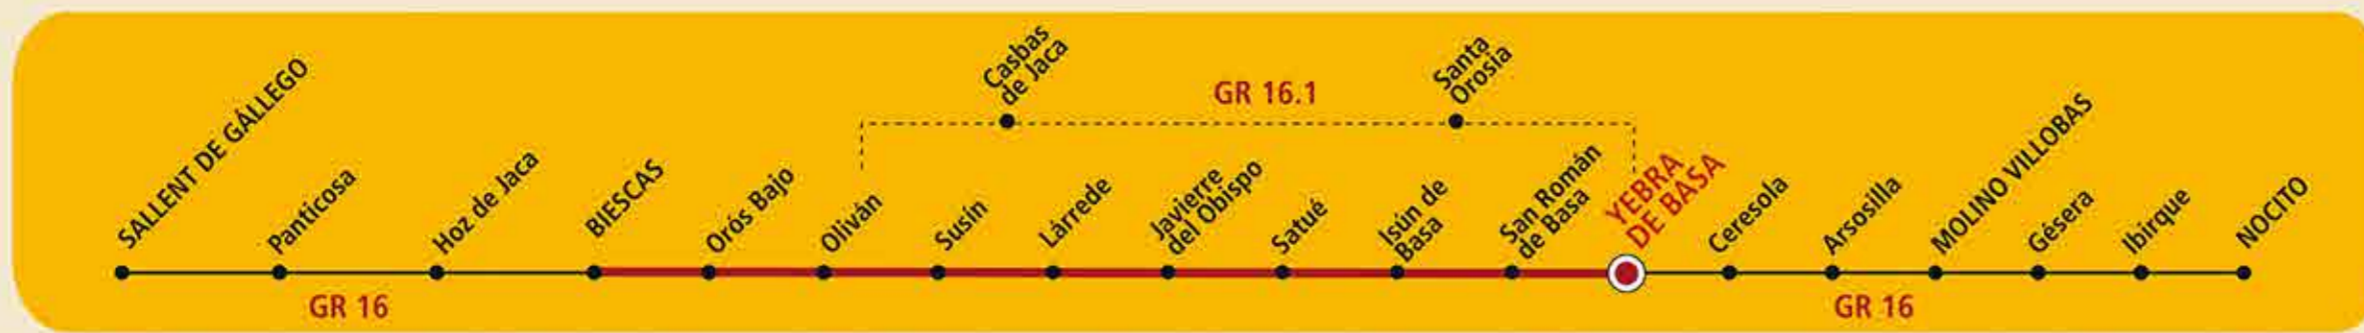 Casbas
de Jaca
GR 16.1
Santa
Orosia
SALLENT DE GÁLLEGO
Panticosa
Hoz de Jaca
BIESCAS
Orós Bajo
Oliván
Susín
Lárrede
Javierre
del Obispo
Satué
Isún de
Basa
San Román
de Basa
YEBRA
DE BASA
Ceresola
Arsosilla
MOLINO VILLOBAS
Gésera
Ibirque
NOCITO
GR 16
GR 16